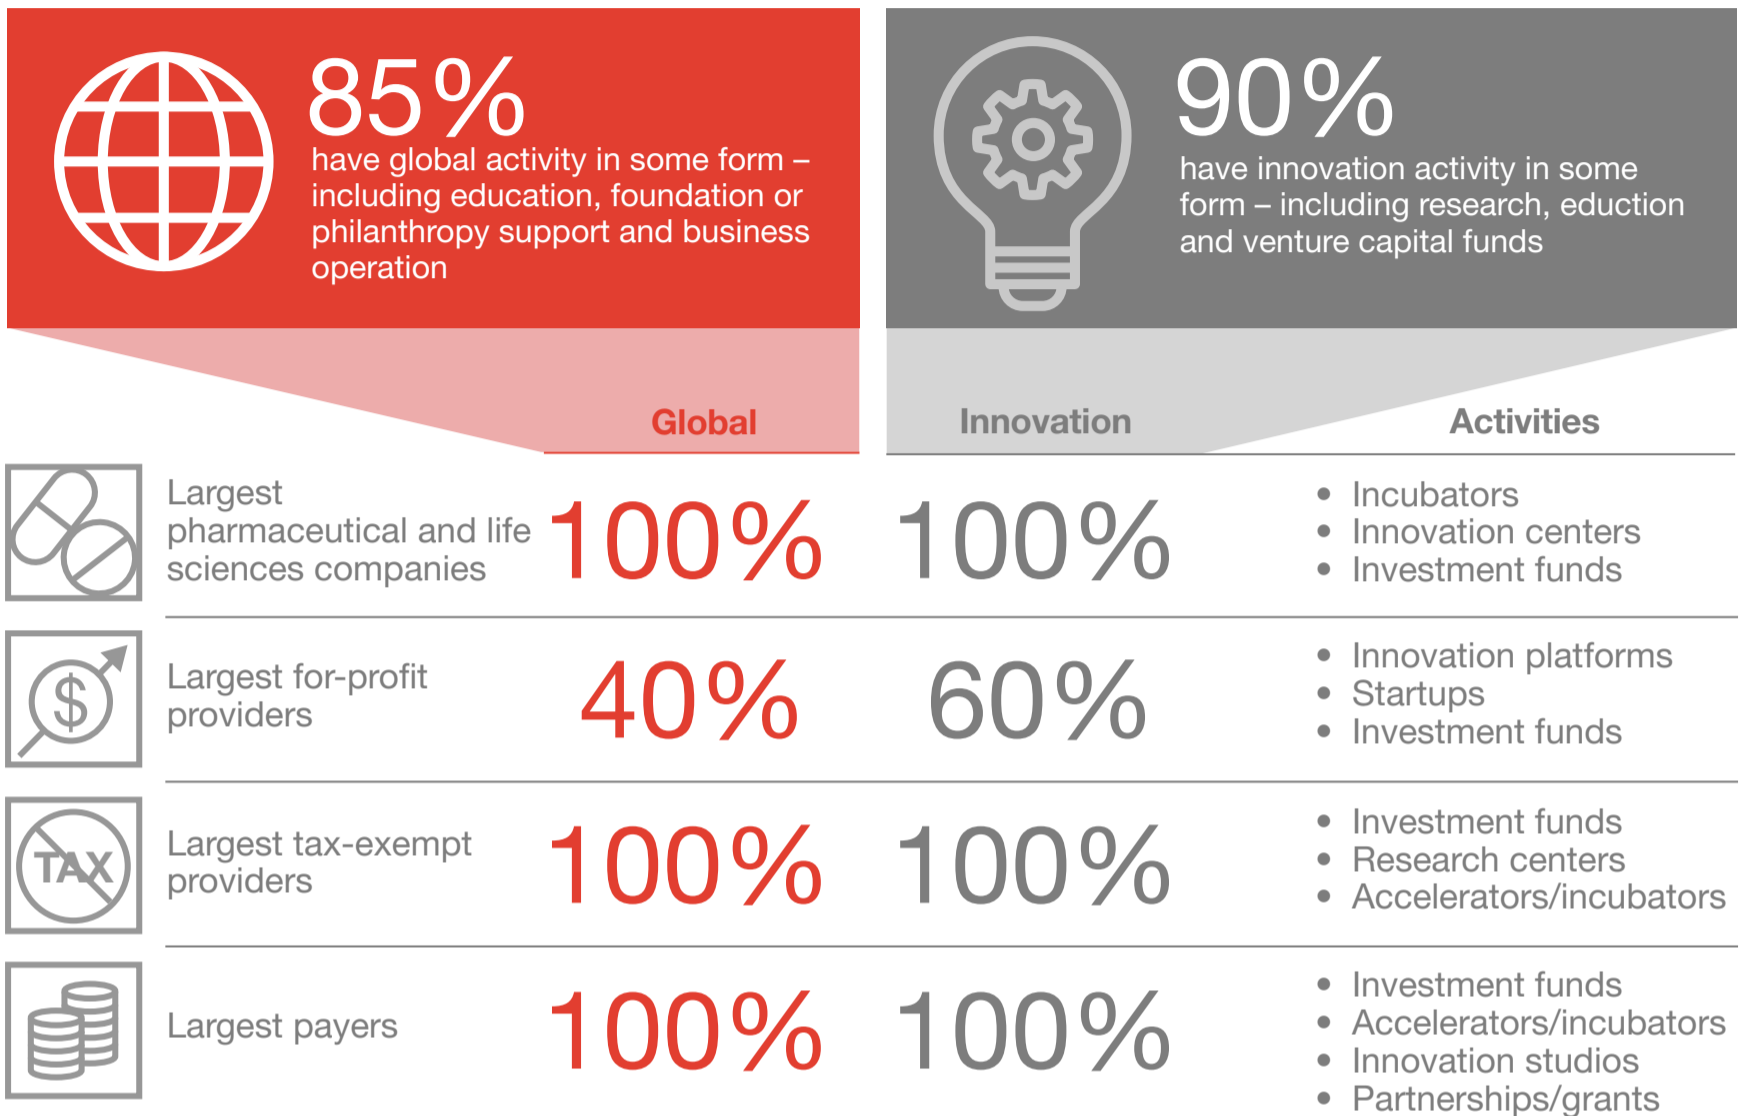 85%
have global activity in some form –
including education, foundation or
philanthropy support and business
operation
90%
have innovation activity in some
form – including research, eduction
and venture capital funds
Global
Innovation
Activities
Largest
pharmaceutical and life
sciences companies
100%
100%
• Incubators
• Innovation centers
• Investment funds
$
Largest for-profit
providers
40%
60%
• Innovation platforms
• Startups
• Investment funds
TAX
Largest tax-exempt
providers
100%
100%
• Investment funds
• Research centers
• Accelerators/incubators
Largest payers
100%
100%
• Investment funds
• Accelerators/incubators
• Innovation studios
• Partnerships/grants